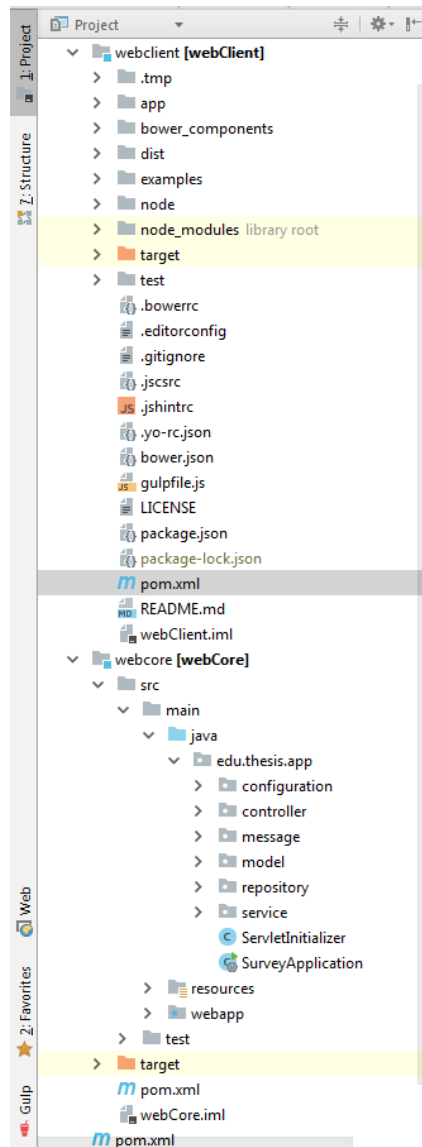 Project
webclient [webClient]
.tmp
app
bower_components
dist
examples
node
node_modules library root
target
test
.bowerrc
.editorconfig
.gitignore
.jscsrc
.jshintrc
.yo-rc.json
bower.json
gulpfile.js
LICENSE
package.json
package-lock.json
pom.xml
README.md
webClient.iml
webcore [webCore]
src
main
java
edu.thesis.app
configuration
controller
message
model
repository
service
ServletInitializer
SurveyApplication
resources
webapp
test
target
pom.xml
webCore.iml
pom.xml
1: Project
7: Structure
Web
2: Favorites
Gulp